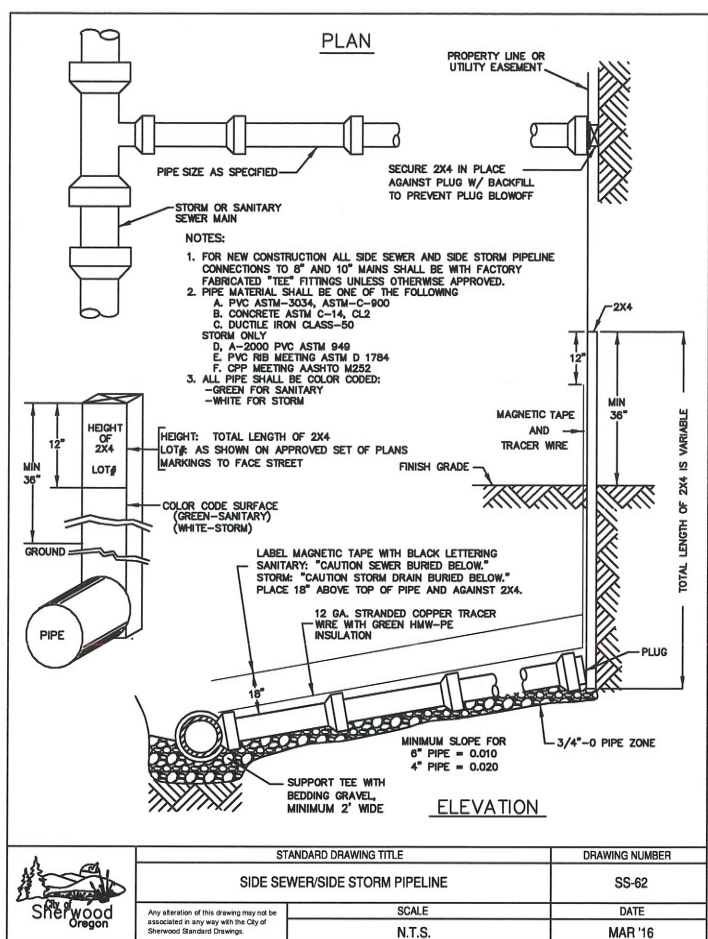 PLAN
PROPERTY LINE OR
UTILITY EASEMENT
PIPE SIZE AS SPECIFIED
SECURE 2X4 IN PLACE
AGAINST PLUG W/ BACKFILL
TO PREVENT PLUG BLOWOFF
STORM OR SANITARY
SEWER MAIN
NOTES:
1. FOR NEW CONSTRUCTION ALL SIDE SEWER AND SIDE STORM PIPELINE
CONNECTIONS TO 8" AND 10" MAINS SHALL BE WITH FACTORY
FABRICATED "TEE" FITTINGS UNLESS OTHERWISE APPROVED.
2. PIPE MATERIAL SHALL BE ONE OF THE FOLLOWING
A. PVC ASTM-3034, ASTM-C-900
B. CONCRETE ASTM C-14, CL2
C. DUCTILE IRON CLASS-50
STORM ONLY
D, A-2000 PVC ASTM 949
E. PVC RIB MEETING ASTM D 1784
F. CPP MEETING AASHTO M252
3. ALL PIPE SHALL BE COLOR CODED:
-GREEN FOR SANITARY
-WHITE FOR STORM
2X4
12"
MIN
36"
MAGNETIC TAPE
AND
TRACER WIRE
TOTAL LENGTH OF 2X4 IS VARIABLE
FINISH GRADE
HEIGHT
OF
2X4
LOT#
12"
MIN
36"
HEIGHT: TOTAL LENGTH OF 2X4
LOT#: AS SHOWN ON APPROVED SET OF PLANS
MARKINGS TO FACE STREET
COLOR CODE SURFACE
(GREEN-SANITARY)
(WHITE-STORM)
GROUND
PIPE
LABEL MAGNETIC TAPE WITH BLACK LETTERING
SANITARY: "CAUTION SEWER BURIED BELOW."
STORM: "CAUTION STORM DRAIN BURIED BELOW."
PLACE 18" ABOVE TOP OF PIPE AND AGAINST 2X4.
12 GA. STRANDED COPPER TRACER
WIRE WITH GREEN HMW-PE
INSULATION
18"
PLUG
MINIMUM SLOPE FOR
6" PIPE = 0.010
4" PIPE = 0.020
3/4"-0 PIPE ZONE
SUPPORT TEE WITH
BEDDING GRAVEL,
MINIMUM 2' WIDE
ELEVATION
City of
Sherwood
Oregon
STANDARD DRAWING TITLE
DRAWING NUMBER
SIDE SEWER/SIDE STORM PIPELINE
SS-62
Any alteration of this drawing may not be
associated in any way with the City of
Sherwood Standard Drawings.
SCALE
DATE
N.T.S.
MAR '16